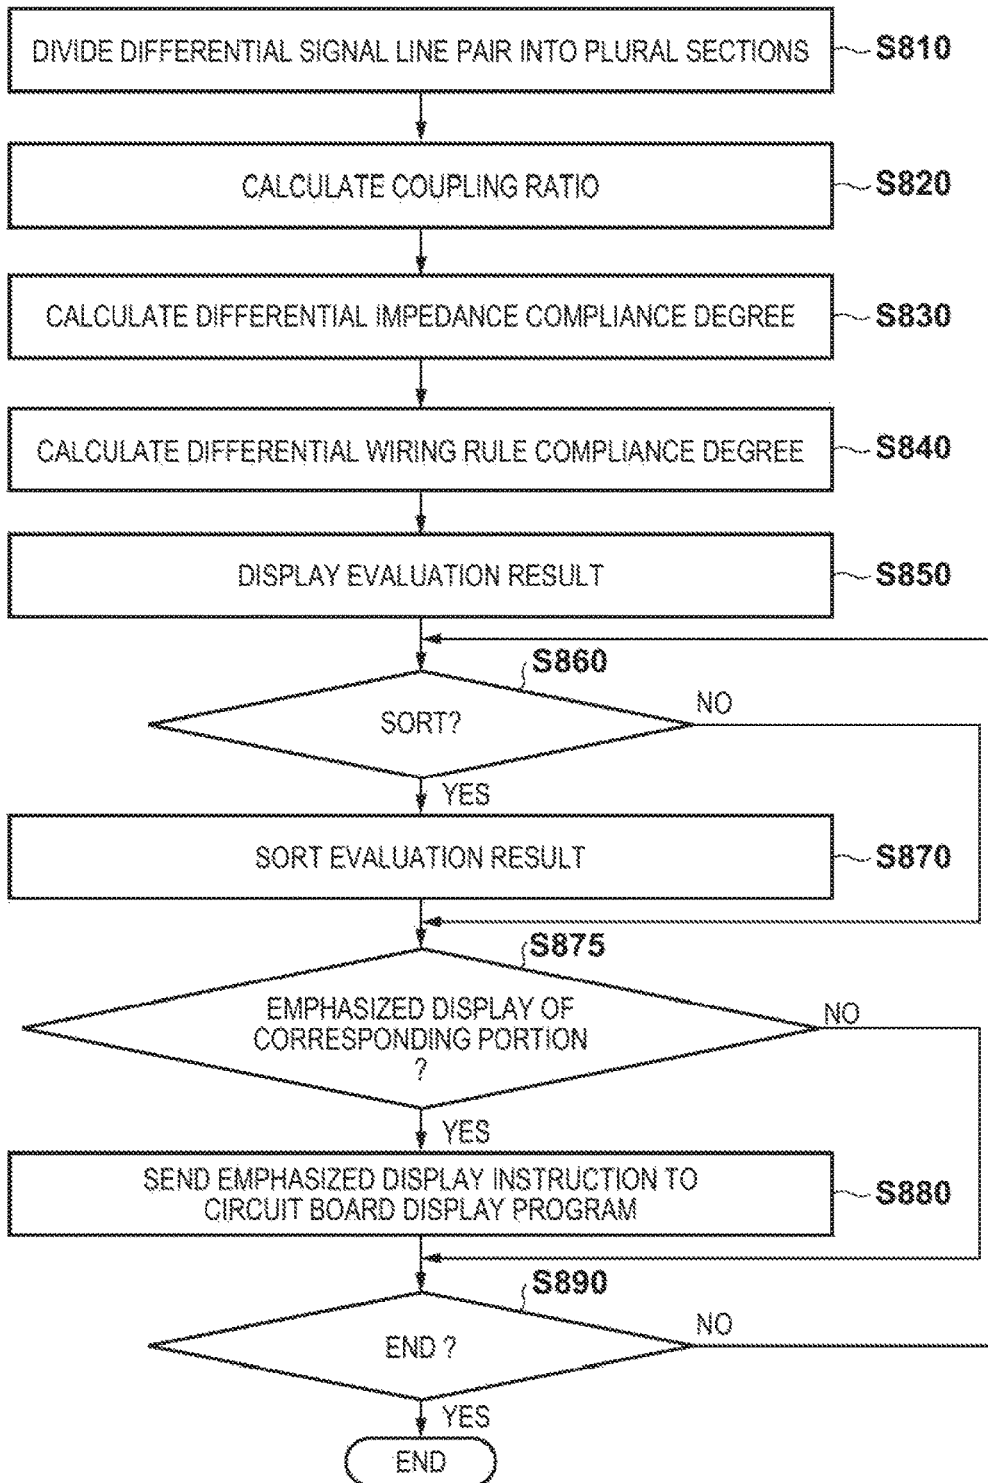 DIVIDE DIFFERENTIAL SIGNAL LINE PAIR INTO PLURAL SECTIONS
S810
CALCULATE COUPLING RATIO
S820
CALCULATE DIFFERENTIAL IMPEDANCE COMPLIANCE DEGREE
S830
CALCULATE DIFFERENTIAL WIRING RULE COMPLIANCE DEGREE
S840
DISPLAY EVALUATION RESULT
S850
S860
SORT?
NO
YES
SORT EVALUATION RESULT
S870
S875
EMPHASIZED DISPLAY OF
CORRESPONDING PORTION
?
NO
YES
SEND EMPHASIZED DISPLAY INSTRUCTION TO
CIRCUIT BOARD DISPLAY PROGRAM
S880
S890
END ?
NO
YES
END